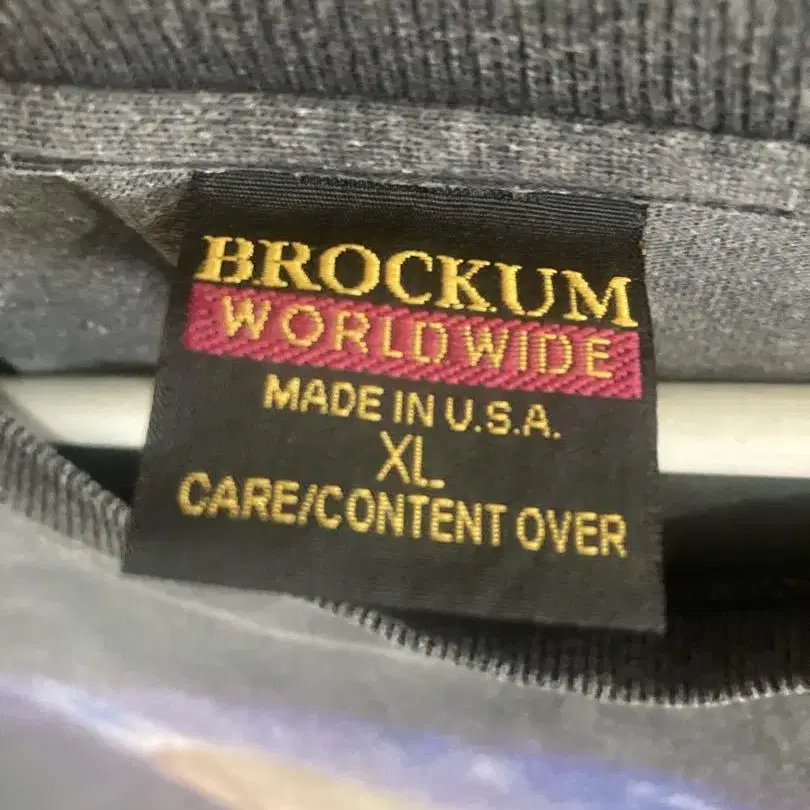 BROCKUM
WORLDWIDE
MADE IN U.S.A.
XL
CARE/CONTENT OVER